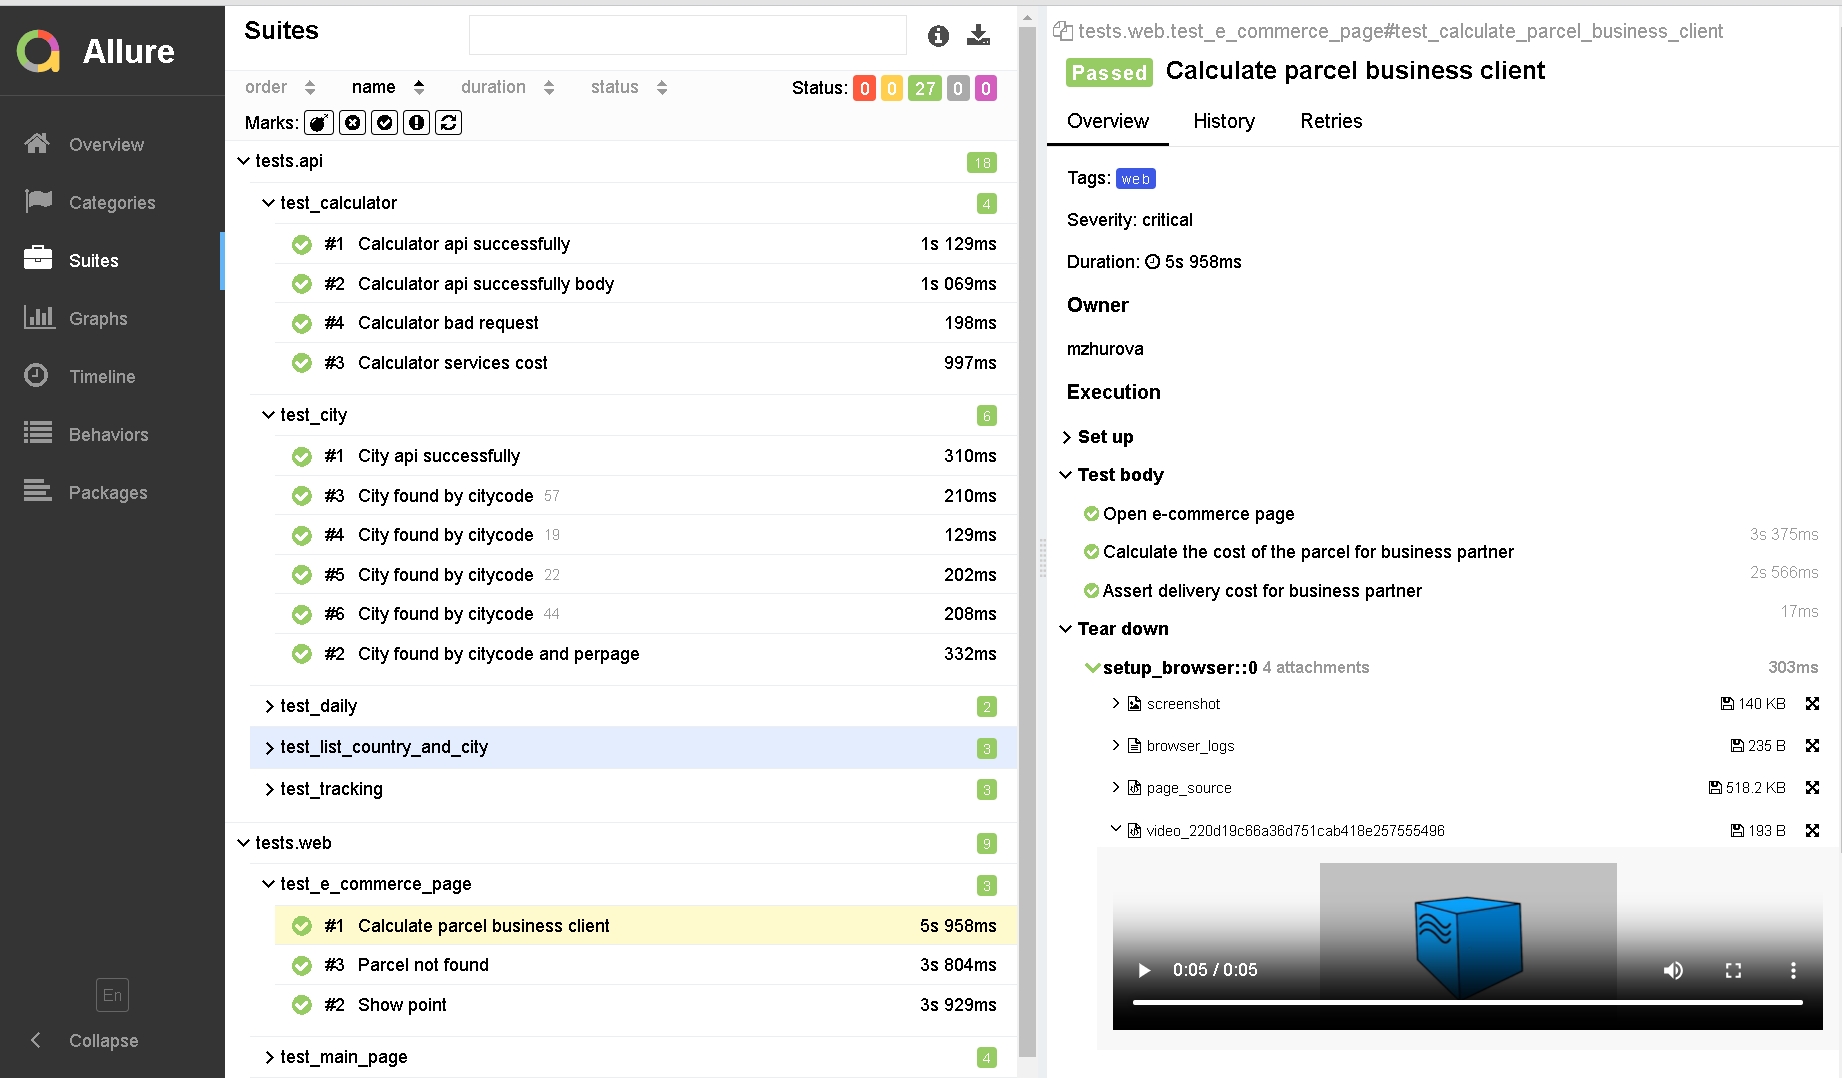 Allure
Overview
Categories
Suites
Graphs
Timeline
Behaviors
Packages
En
Collapse
Suites
order name duration status Status: 0 0 27 0 0
Marks:
tests.api 18
test_calculator 4
#1 Calculator api successfully 1s 129ms
#2 Calculator api successfully body 1s 069ms
#4 Calculator bad request 198ms
#3 Calculator services cost 997ms
test_city 6
#1 City api successfully 310ms
#3 City found by citycode 57 210ms
#4 City found by citycode 19 129ms
#5 City found by citycode 22 202ms
#6 City found by citycode 44 208ms
#2 City found by citycode and perpage 332ms
test_daily 2
test_list_country_and_city 3
test_tracking 3
tests.web 9
test_e_commerce_page 3
#1 Calculate parcel business client 5s 958ms
#3 Parcel not found 3s 804ms
#2 Show point 3s 929ms
test_main_page 4
tests.web.test_e_commerce_page#test_calculate_parcel_business_client
Passed Calculate parcel business client
Overview History Retries
Tags: web
Severity: critical
Duration: 5s 958ms
Owner
mzhurova
Execution
Set up
Test body
Open e-commerce page
3s 375ms
Calculate the cost of the parcel for business partner
2s 566ms
Assert delivery cost for business partner
17ms
Tear down
setup_browser::0 4 attachments 303ms
screenshot 140 KB
browser_logs 235 B
page_source 518.2 KB
video_220d19c66a36d751cab418e257555496 193 B
0:05 / 0:05